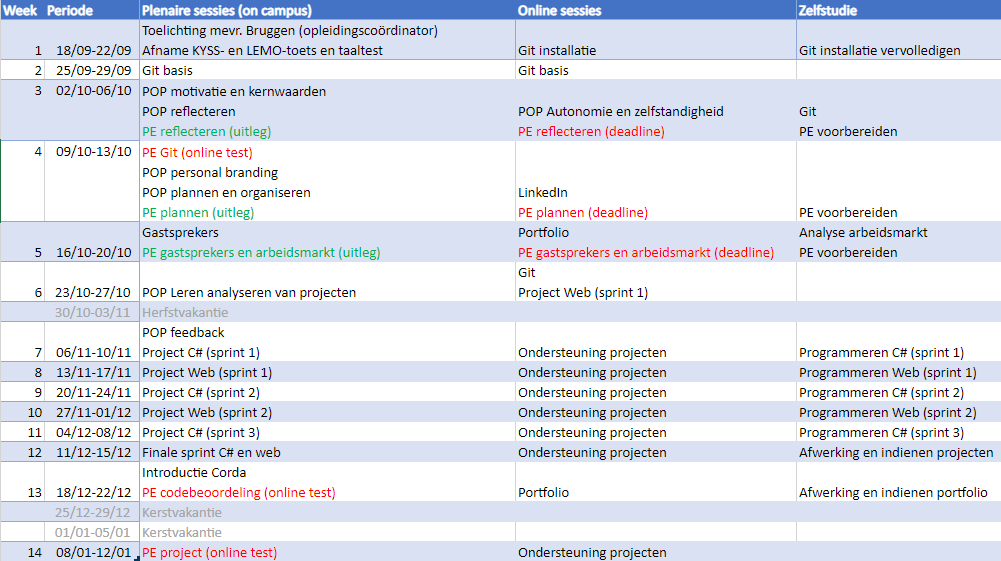 Week Periode Plenaire sessies (on campus) Online sessies Zelfstudie
Toelichting mevr. Bruggen (opleidingscoördinator)
1 18/09-22/09 Afname KYSS- en LEMO-toets en taaltest Git installatie Git installatie vervolledigen
2 25/09-29/09 Git basis Git basis
3 02/10-06/10 POP motivatie en kernwaarden
POP reflecteren POP Autonomie en zelfstandigheid Git
PE reflecteren (uitleg) PE reflecteren (deadline) PE voorbereiden
4 09/10-13/10 PE Git (online test)
POP personal branding
POP plannen en organiseren LinkedIn
PE plannen (uitleg) PE plannen (deadline) PE voorbereiden
Gastsprekers Portfolio Analyse arbeidsmarkt
5 16/10-20/10 PE gastsprekers en arbeidsmarkt (uitleg) PE gastsprekers en arbeidsmarkt (deadline) PE voorbereiden
Git
6 23/10-27/10 POP Leren analyseren van projecten Project Web (sprint 1)
30/10-03/11 Herfstvakantie
POP feedback
7 06/11-10/11 Project C# (sprint 1) Ondersteuning projecten Programmeren C# (sprint 1)
8 13/11-17/11 Project Web (sprint 1) Ondersteuning projecten Programmeren Web (sprint 1)
9 20/11-24/11 Project C# (sprint 2) Ondersteuning projecten Programmeren C# (sprint 2)
10 27/11-01/12 Project Web (sprint 2) Ondersteuning projecten Programmeren Web (sprint 2)
11 04/12-08/12 Project C# (sprint 3) Ondersteuning projecten Programmeren C# (sprint 3)
12 11/12-15/12 Finale sprint C# en web Ondersteuning projecten Afwerking en indienen projecten
Introductie Corda
13 18/12-22/12 PE codebeoordeling (online test) Portfolio Afwerking en indienen portfolio
25/12-29/12 Kerstvakantie
01/01-05/01 Kerstvakantie
14 08/01-12/01 PE project (online test) Ondersteuning projecten